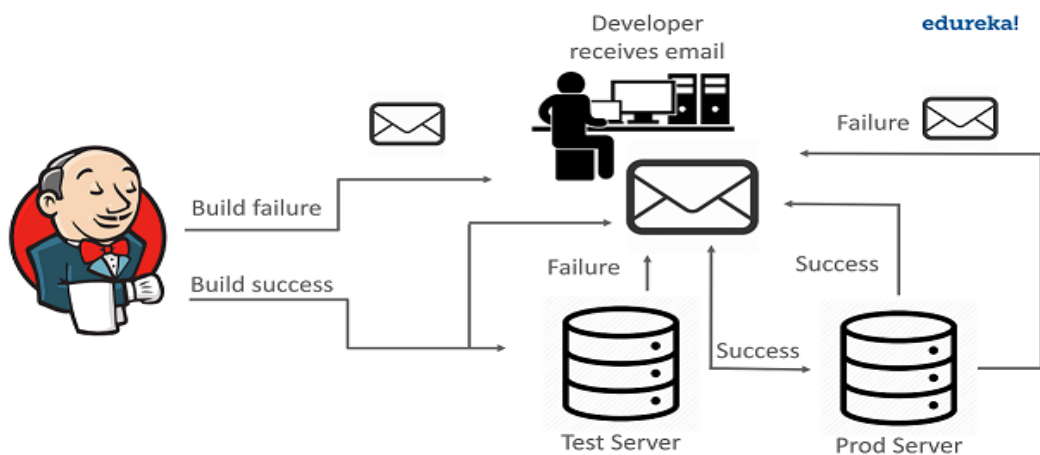 Developer
receives email
edureka!
Failure
Build failure
Build success
Failure
Success
Success
Test Server
Prod Server